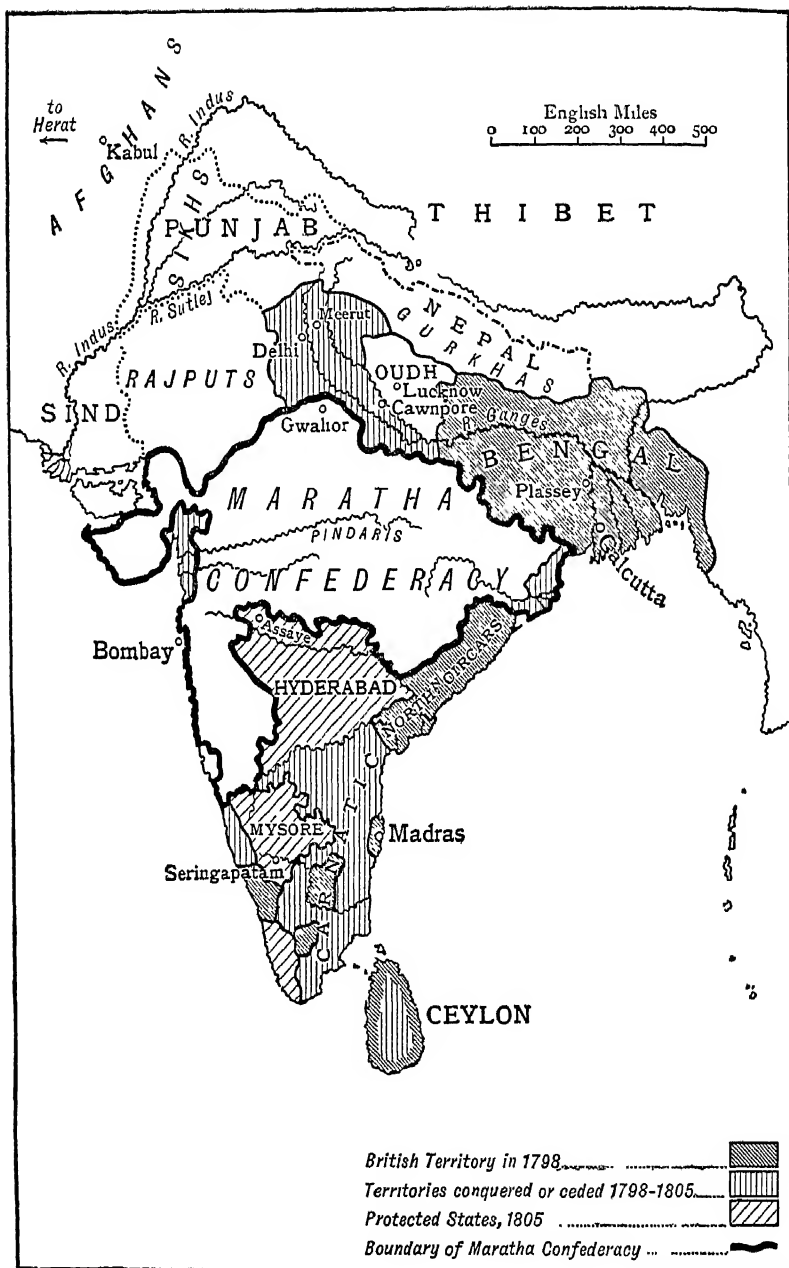 to
Herat
AFGHANS
Kabul
R. Indus
English Miles
0 100 200 300 400 500
THIBET
PUNJAB
SIKHS
R. Indus
R. Sutlej
NEPAL
GURKHAS
Meerut
Delhi
OUDH
Lucknow
Cawnpore
RAJPUTS
SIND
Gwalior
R. Ganges
BENGAL
Plassey
Calcutta
MARATHA
PINDARIS
CONFEDERACY
Bombay
Assaye
HYDERABAD
NORTHN CIRCARS
CARNATIC
MYSORE
Madras
Seringapatam
CEYLON
British Territory in 1798
Territories conquered or ceded 1798-1805
Protected States, 1805
Boundary of Maratha Confederacy